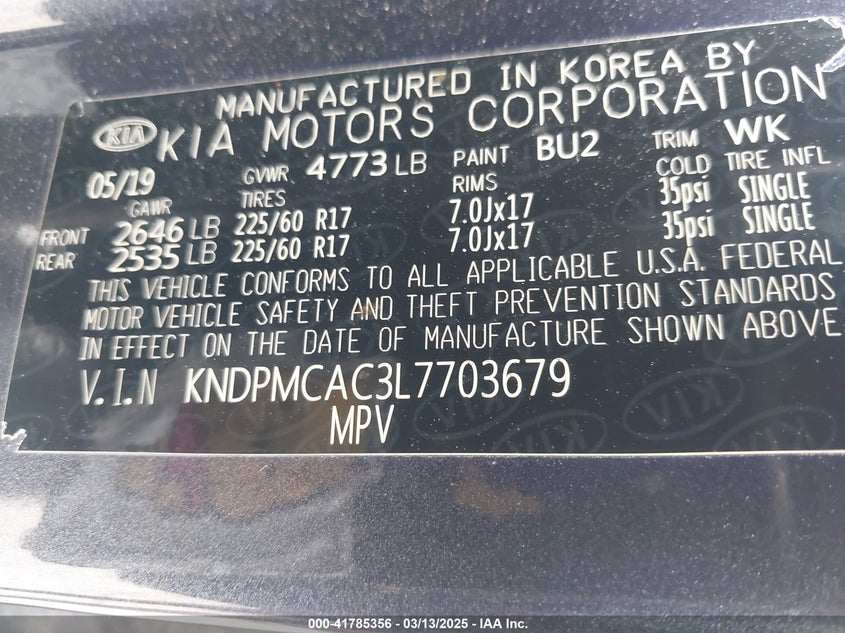 MANUFACTURED IN KOREA BY
KIA KIA MOTORS CORPORATION
05/19 GVWR 4773 LB PAINT BU2 TRIM WK
GAWR TIRES RIMS COLD TIRE INFL
FRONT 2646 LB 225/60 R17 7.0Jx17 35psi SINGLE
REAR 2535 LB 225/60 R17 7.0Jx17 35psi SINGLE
THIS VEHICLE CONFORMS TO ALL APPLICABLE U.S.A. FEDERAL
MOTOR VEHICLE SAFETY AND THEFT PREVENTION STANDARDS
IN EFFECT ON THE DATE OF MANUFACTURE SHOWN ABOVE
V.I.N KNDPMCAC3L7703679
MPV
000-41785356 - 03/13/2025 - IAA Inc.